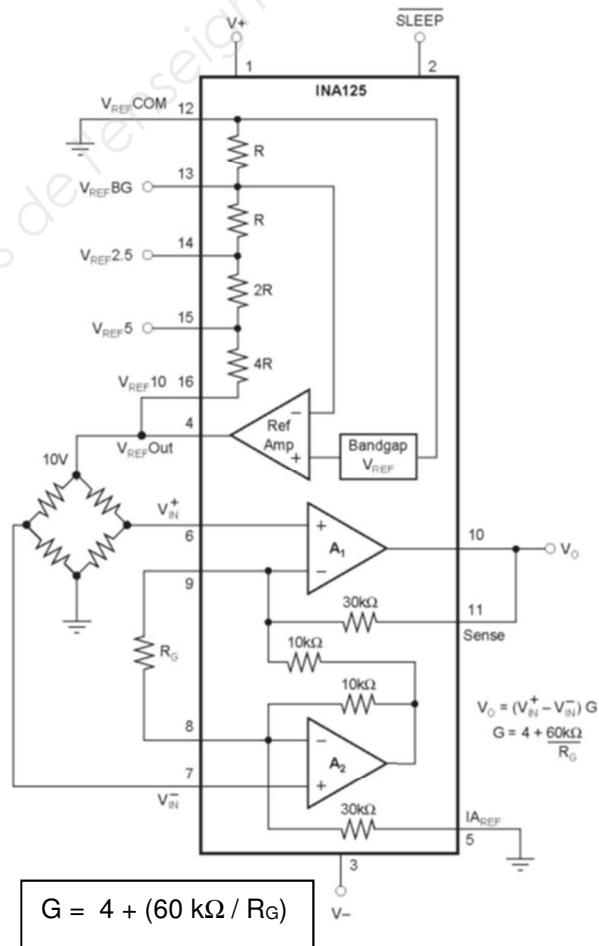 s de l'enseign
V+
SLEEP
1
2
INA125
VREFCOM
12
R
13
VREFBG
R
14
VREF2.5
2R
15
VREF5
4R
VREF10
16
4
VREFOut
Ref
Amp
−
+
Bandgap
VREF
10V
V+IN
6
+
A1
−
10
VO
9
30kΩ
11
Sense
10kΩ
RG
10kΩ
VO = (V+IN − V−IN) G
G = 4 + 60kΩ
RG
8
−
A2
+
7
V−IN
30kΩ
IAREF
5
3
V−
G = 4 + (60 kΩ / RG)